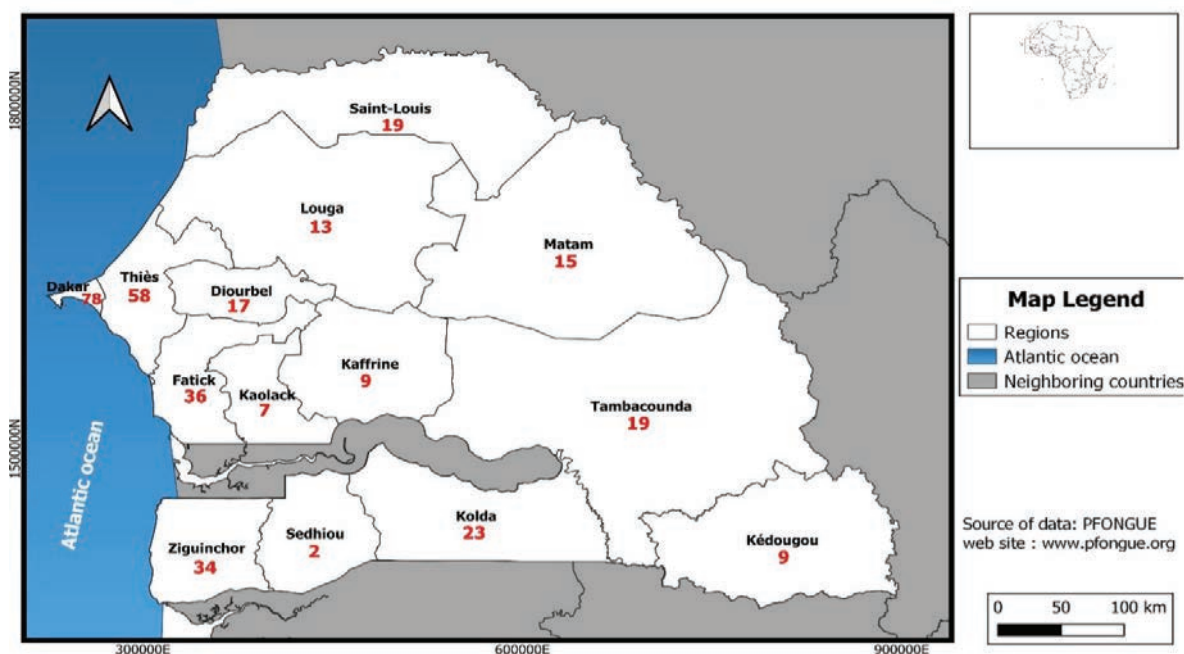 1800000N
1500000N
Saint-Louis
19
Louga
13
Matam
15
Dakar
78
Thiès
58
Diourbel
17
Fatick
36
Kaolack
7
Kaffrine
9
Tambacounda
19
Ziguinchor
34
Sedhiou
2
Kolda
23
Kédougou
9
Atlantic ocean
300000E
600000E
900000E
Map Legend
Regions
Atlantic ocean
Neighboring countries
Source of data: PFONGUE
web site : www.pfongue.org
0 50 100 km